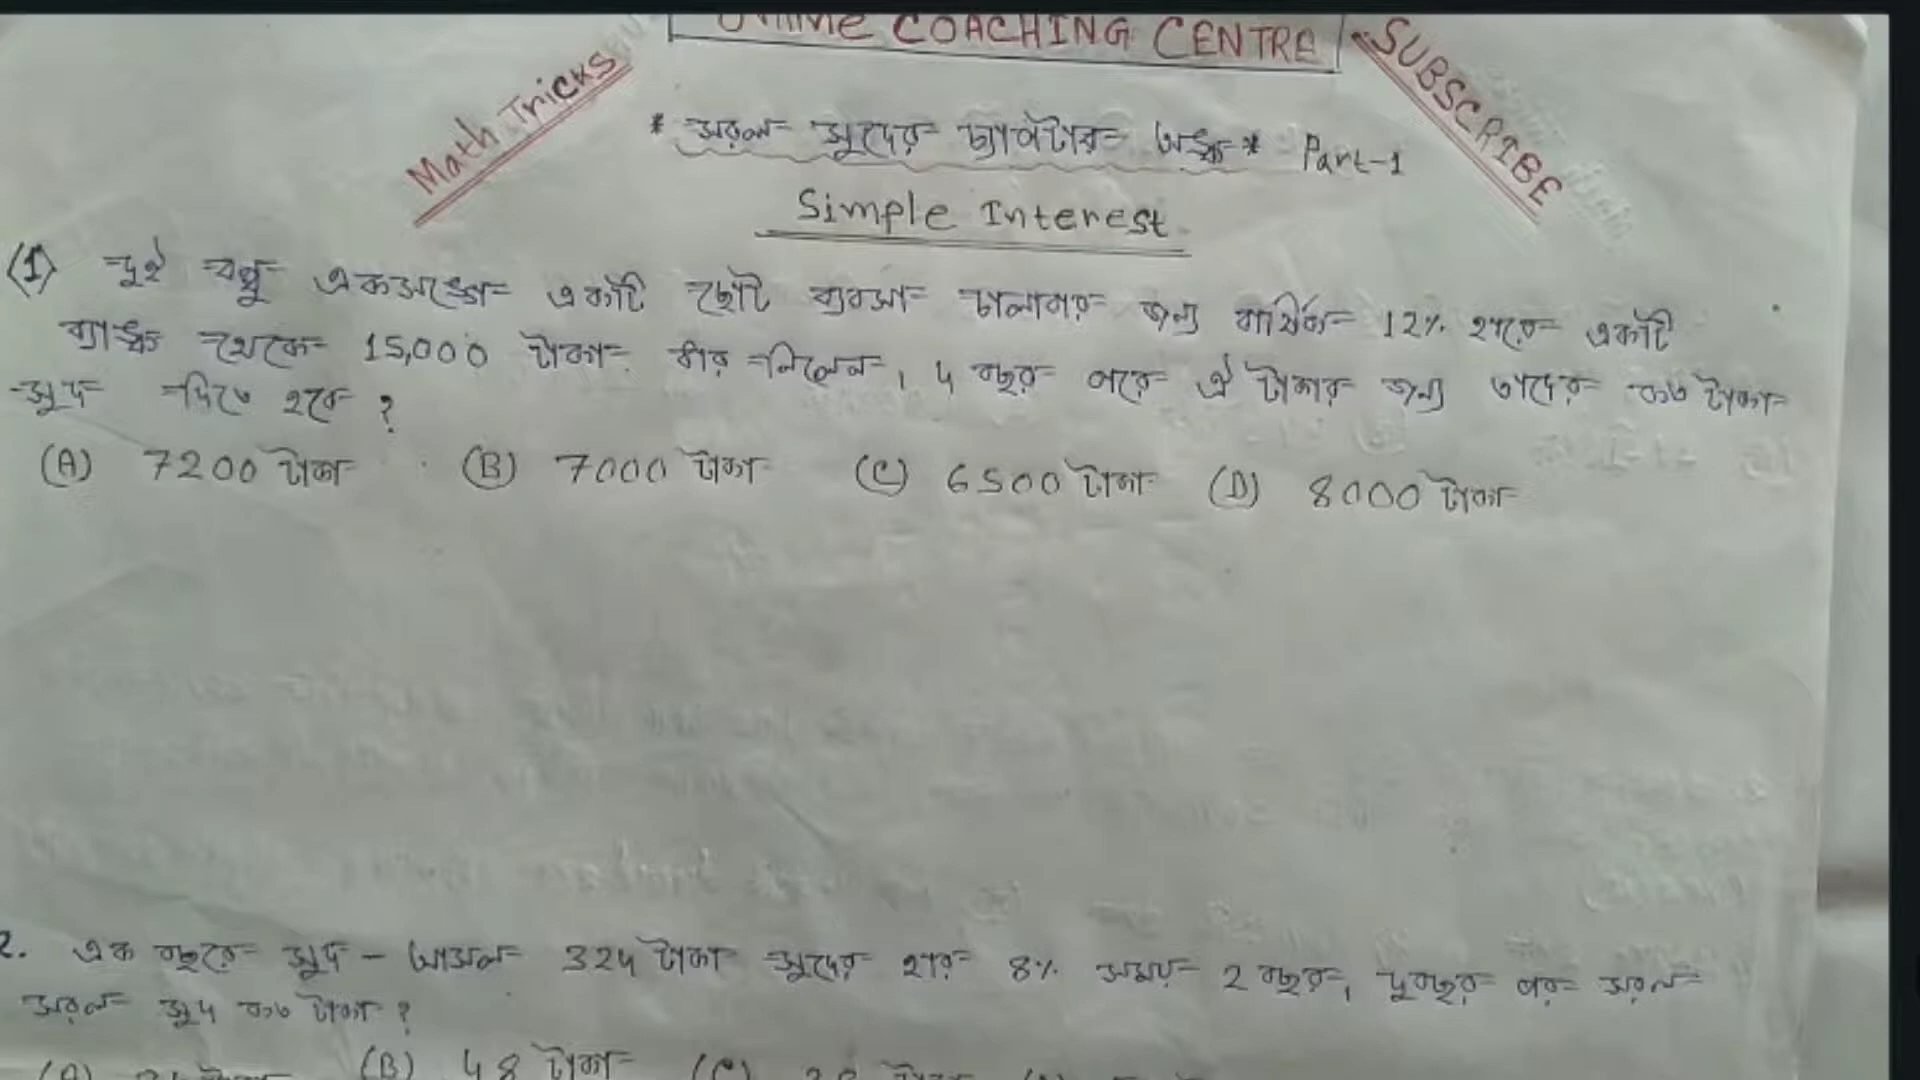 Online COACHING CENTRE
Math Tricks
SUBSCRIBE
* সরল সুদের চ্যাপ্টার অঙ্ক * Part-1
Simple Interest
(1) দুই বন্ধু একসঙ্গে একটি ছোট ব্যবসা চালাবার জন্য বার্ষিক 12% হারে একটি
ব্যাঙ্ক থেকে 15,000 টাকা ধার নিলেন, 4 বছর পরে ঐ টাকার জন্য তাদের কত টাকা
সুদ দিতে হবে ?
(A) 7200 টাকা (B) 7000 টাকা (C) 6500 টাকা (D) 8000 টাকা
2. এক বছরে সুদ - আসল 324 টাকা সুদের হার 8% সময় 2 বছর, দুবছর পর সরল
সরল সুদ কত টাকা ?
(A) টাকা (B) 48 টাকা (C)